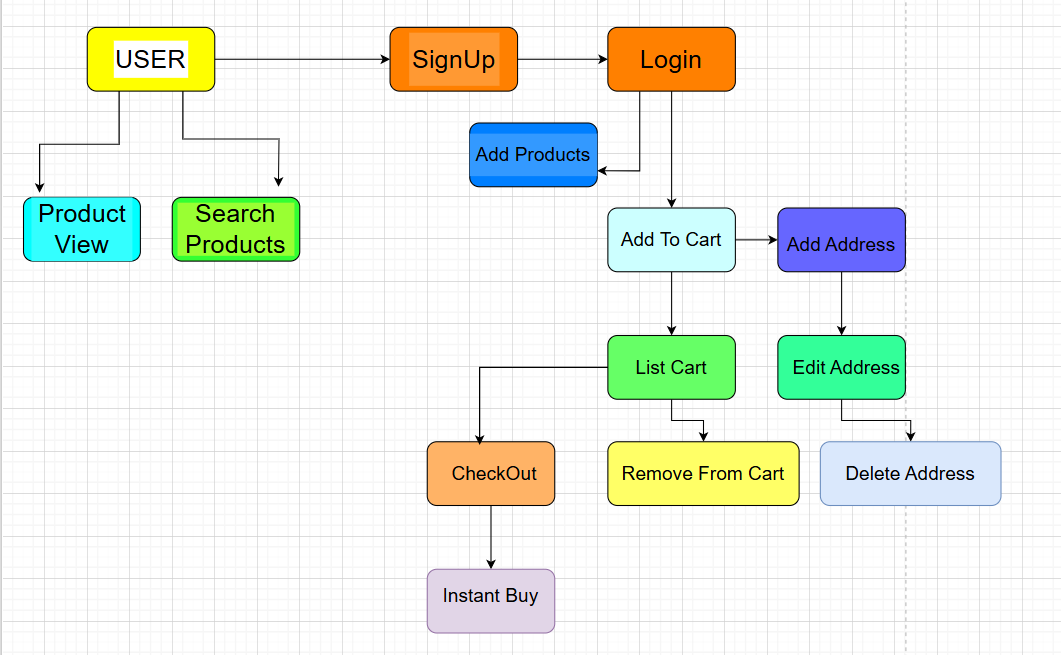 USER
SignUp
Login
Add Products
Product
View
Search
Products
Add To Cart
Add Address
List Cart
Edit Address
CheckOut
Remove From Cart
Delete Address
Instant Buy